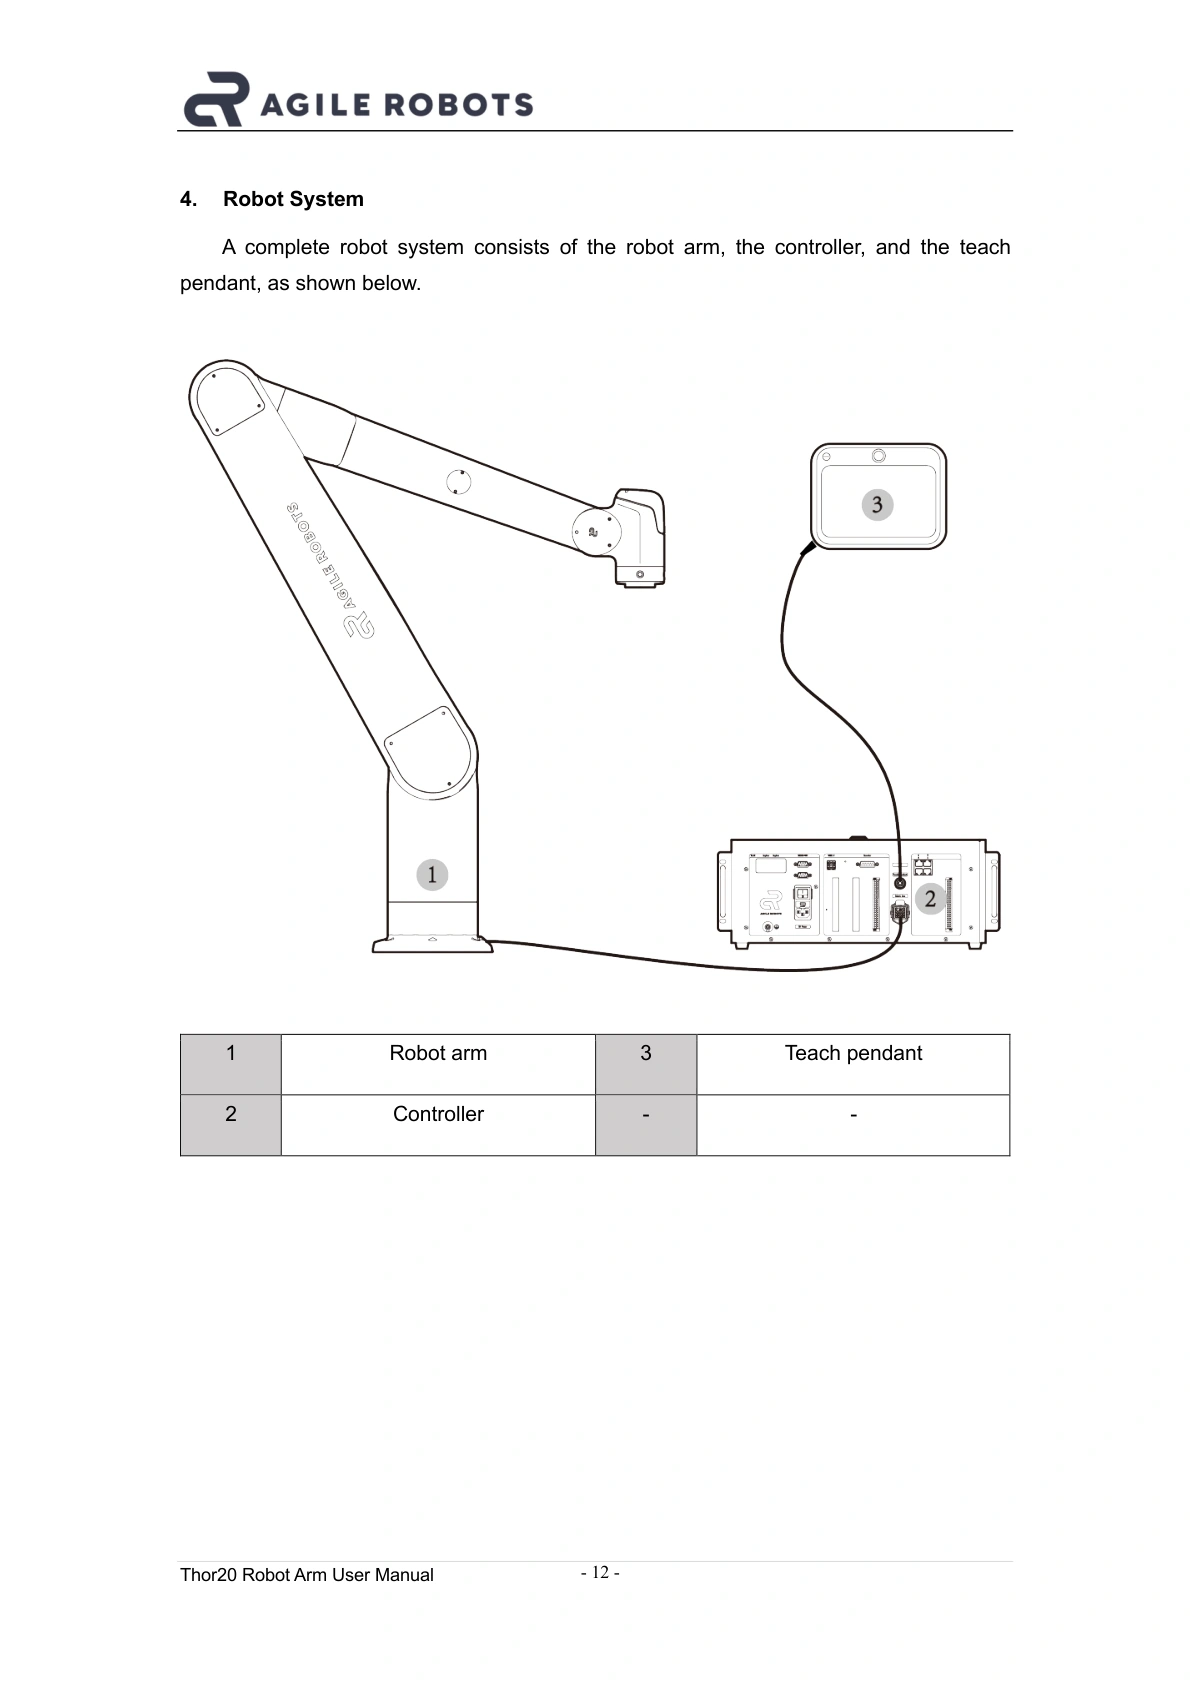 AGILE ROBOTS
4. Robot System
A complete robot system consists of the robot arm, the controller, and the teach
pendant, as shown below.
3
AGILE ROBOTS
1
2
AGILE ROBOTS
1 Robot arm 3 Teach pendant
2 Controller - -
Thor20 Robot Arm User Manual - 12 -